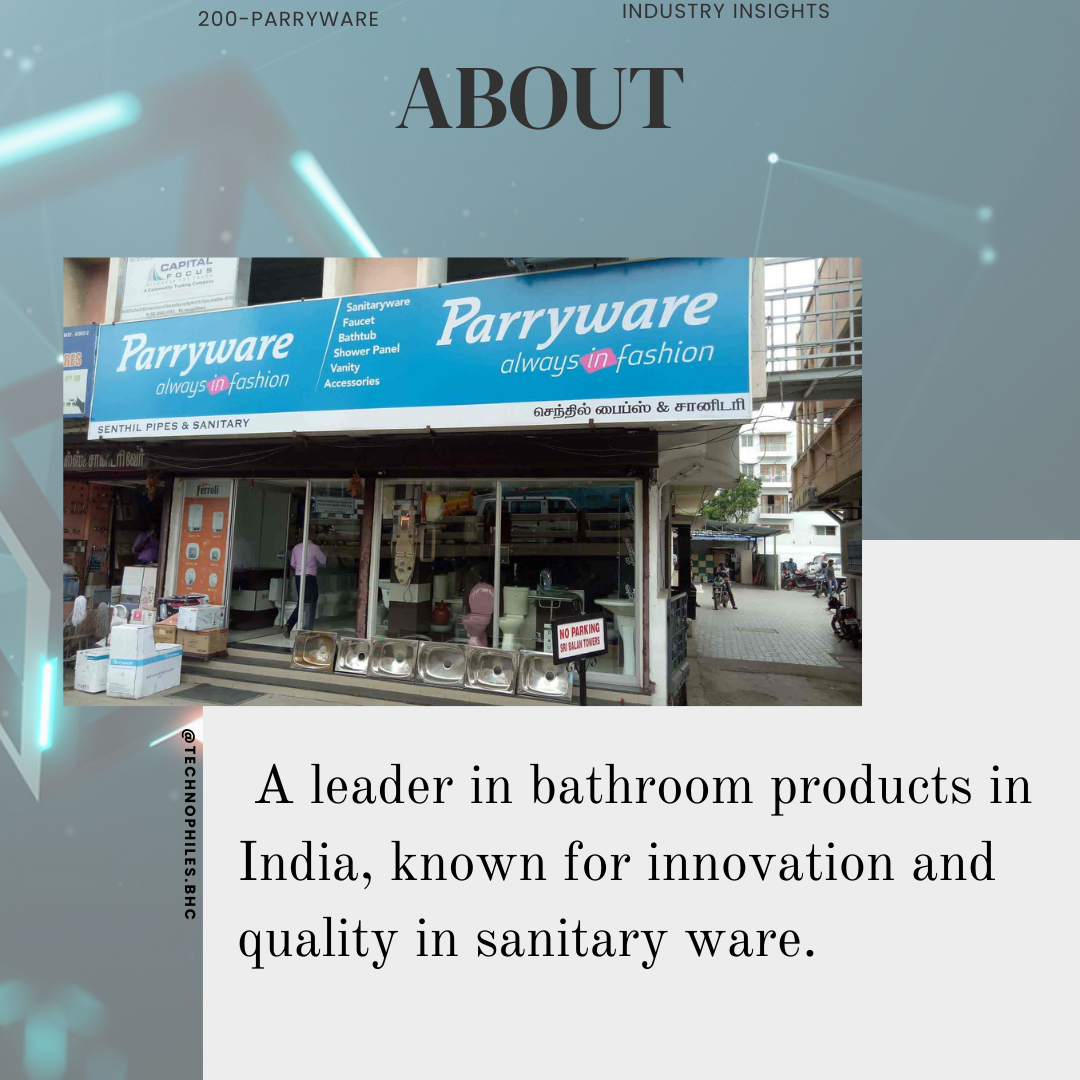 200-PARRYWARE
INDUSTRY INSIGHTS
ABOUT
CAPITAL
FOCUS
Parryware
always in fashion
Sanitaryware
Faucet
Bathtub
Shower Panel
Vanity
Accessories
Parryware
always in fashion
SENTHIL PIPES & SANITARY
செந்தில் பைப்ஸ் & சானிடரி
Ferroli
NO PARKING
SRI BALAN TOWERS
@TECHNOPHILES.BHC
A leader in bathroom products in
India, known for innovation and
quality in sanitary ware.